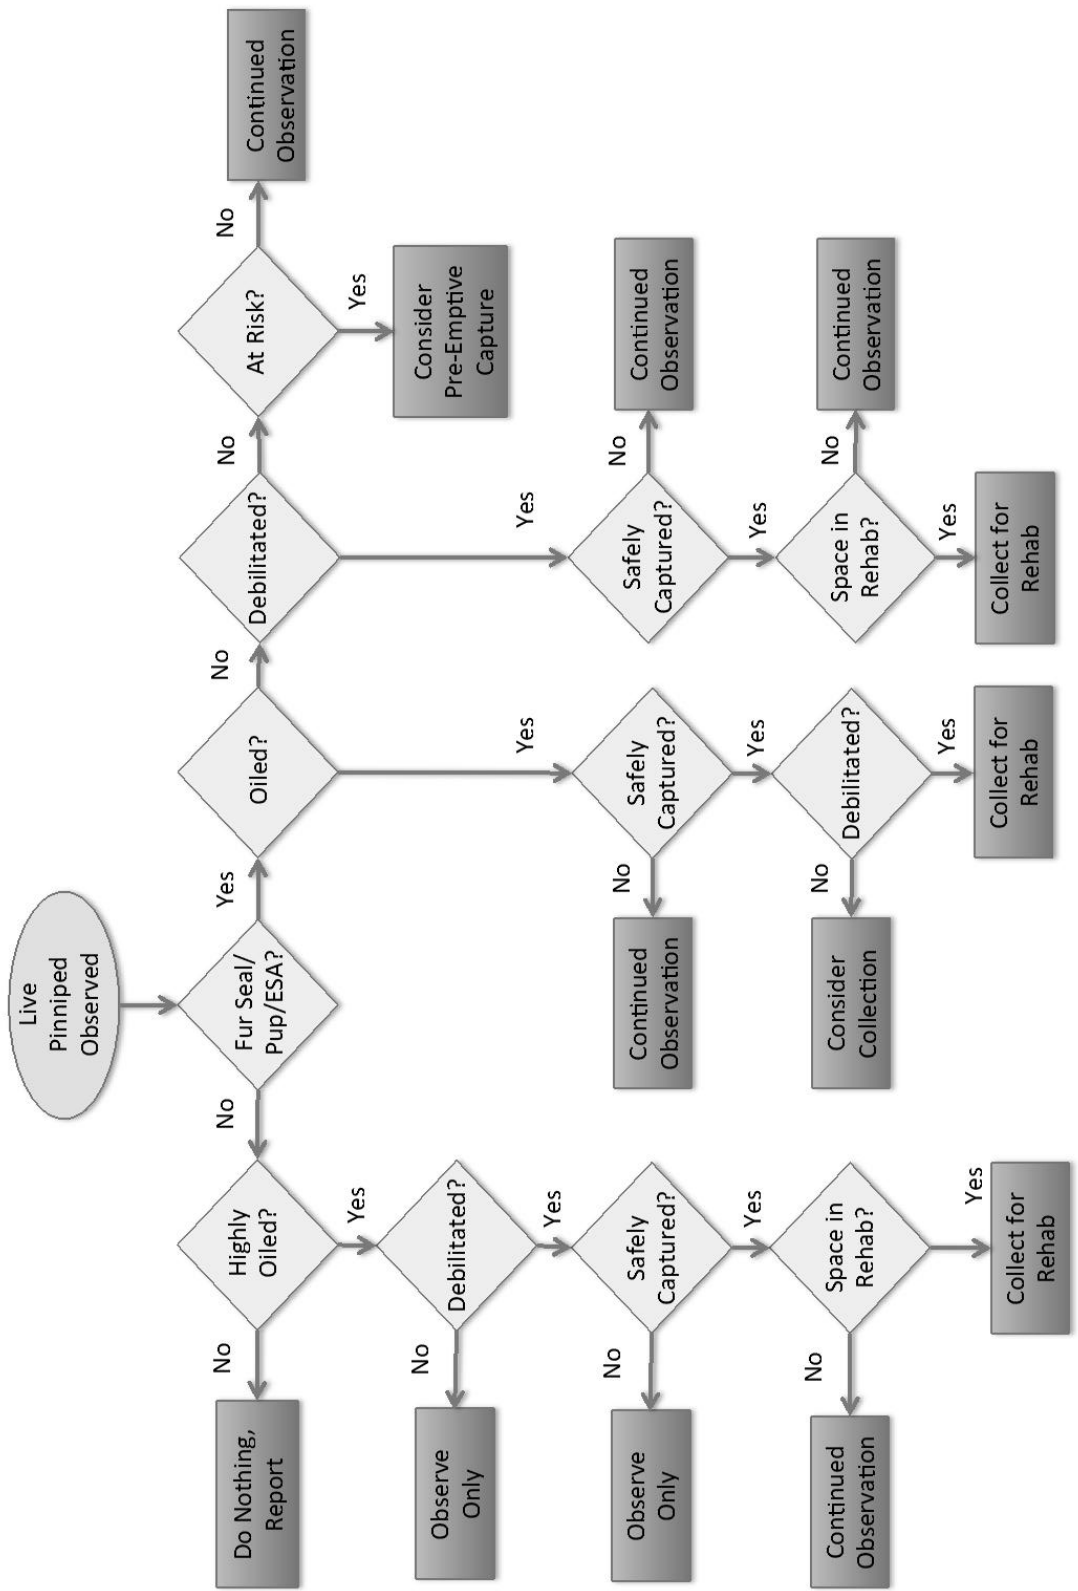 Live
Pinniped
Observed
Fur Seal/
Pup/ESA?
No
Yes
Highly
Oiled?
No
Do Nothing,
Report
Yes
Debilitated?
No
Observe
Only
Yes
Safely
Captured?
No
Observe
Only
Yes
Space in
Rehab?
No
Continued
Observation
Yes
Collect for
Rehab
Oiled?
No
Yes
Safely
Captured?
No
Continued
Observation
Yes
Debilitated?
No
Consider
Collection
Yes
Collect for
Rehab
Debilitated?
No
Yes
Safely
Captured?
No
Continued
Observation
Yes
Space in
Rehab?
No
Continued
Observation
Yes
Collect for
Rehab
At Risk?
No
Continued
Observation
Yes
Consider
Pre-Emptive
Capture